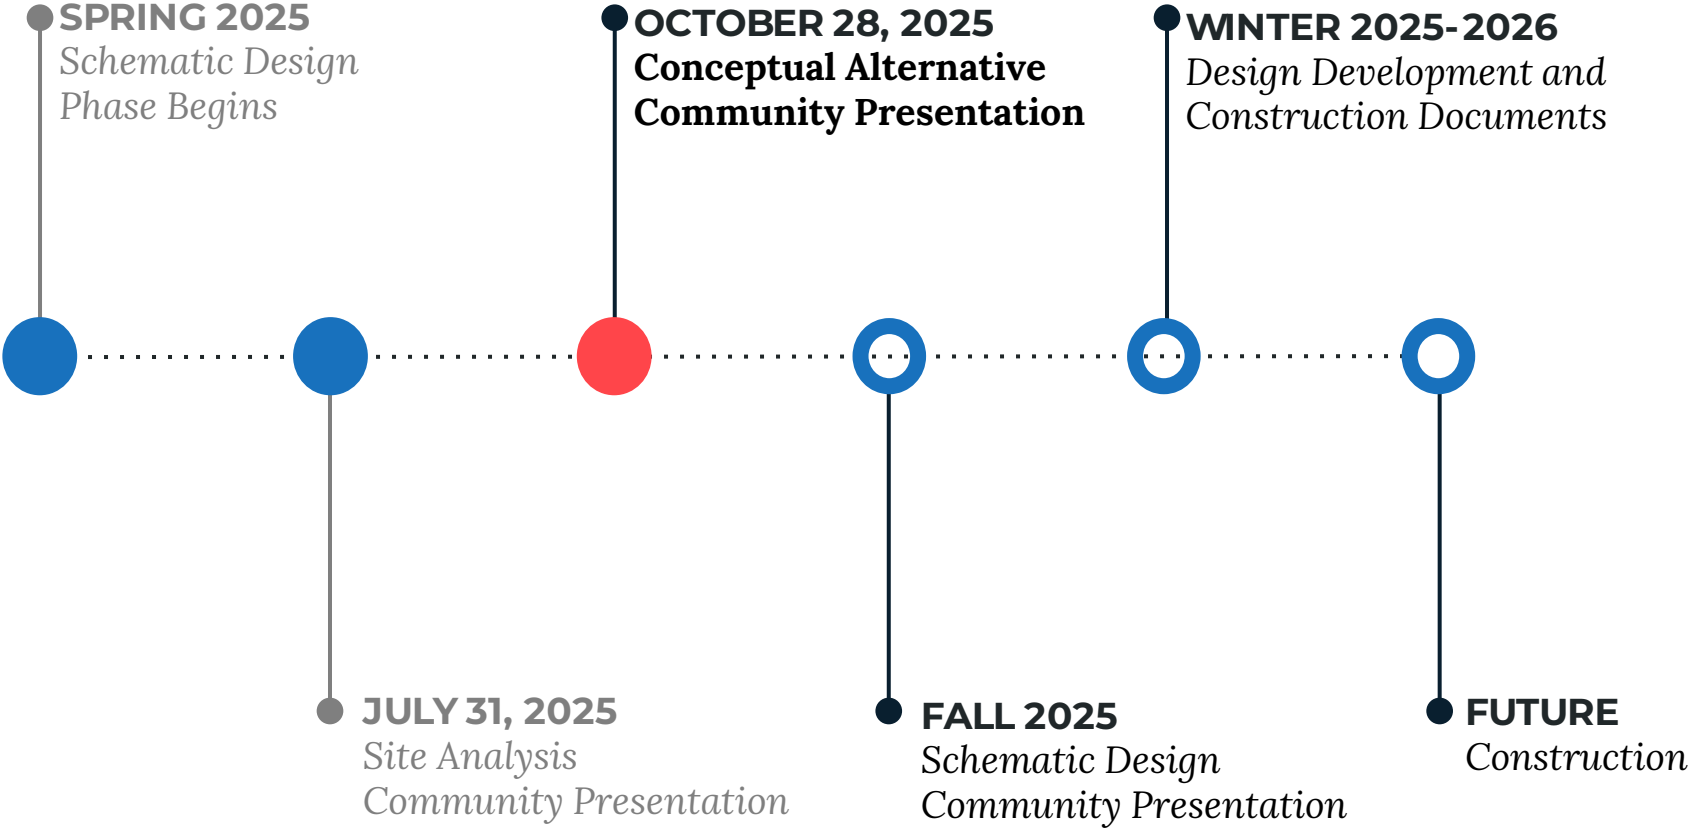 SPRING 2025
Schematic Design
Phase Begins
OCTOBER 28, 2025
Conceptual Alternative
Community Presentation
WINTER 2025-2026
Design Development and
Construction Documents
JULY 31, 2025
Site Analysis
Community Presentation
FALL 2025
Schematic Design
Community Presentation
FUTURE
Construction